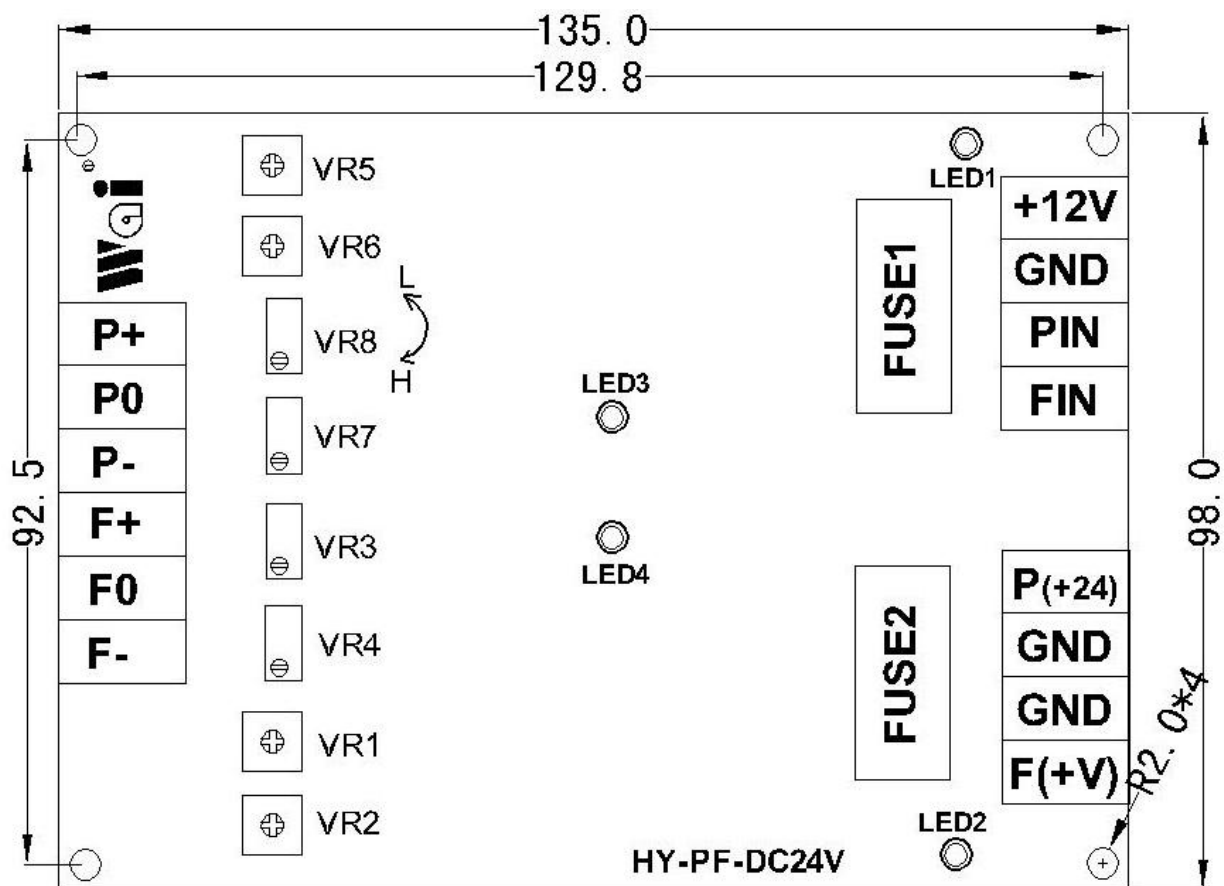 135.0
129.8
92.5
98.0
Wai
VR5
VR6
L
VR8
H
VR7
VR3
VR4
VR1
VR2
P+
P0
P-
F+
F0
F-
LED3
LED4
LED1
FUSE1
+12V
GND
PIN
FIN
FUSE2
P(+24)
GND
GND
F(+V)
R2.0*4
LED2
HY-PF-DC24V